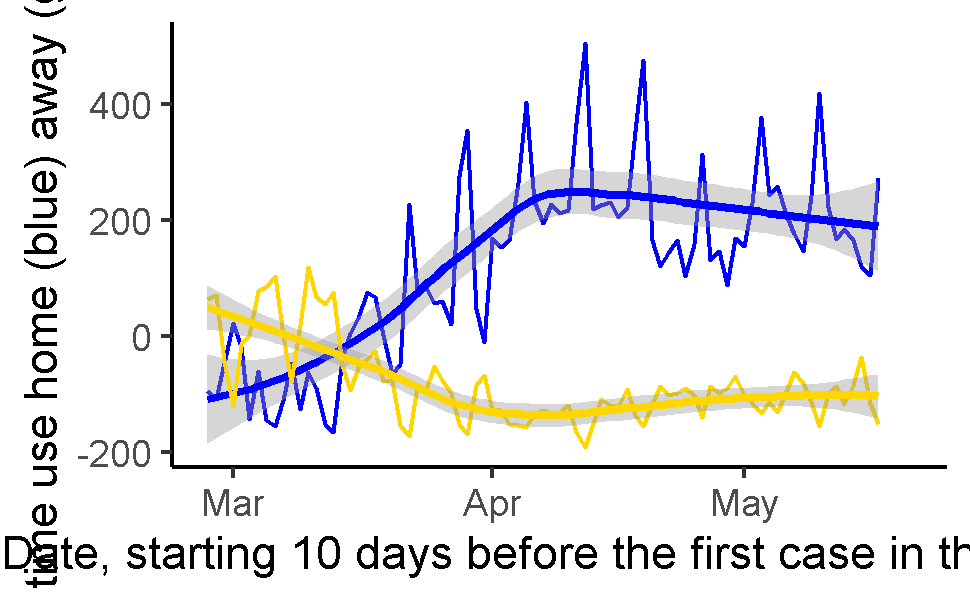 time use home (blue) away (
400
200
0
-200
Mar Apr May
Date, starting 10 days before the first case in th